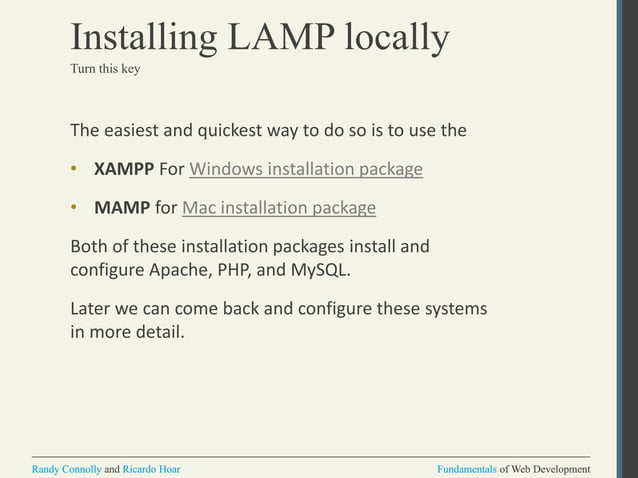 Installing LAMP locally
Turn this key
The easiest and quickest way to do so is to use the
• XAMPP For Windows installation package
• MAMP for Mac installation package
Both of these installation packages install and
configure Apache, PHP, and MySQL.
Later we can come back and configure these systems
in more detail.
Randy Connolly and Ricardo Hoar
Fundamentals of Web Development